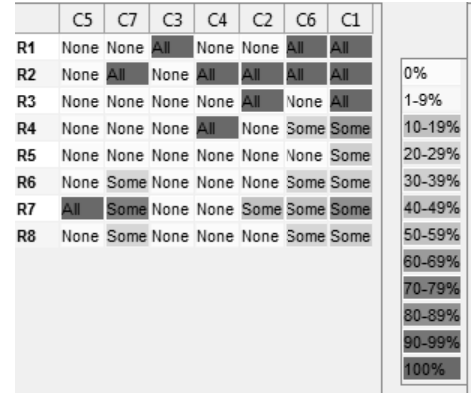 C5 C7 C3 C4 C2 C6 C1
R1 None None All None None All All
R2 None All None All All All All
R3 None None None None All None All
R4 None None None All None Some Some
R5 None None None None None None Some
R6 None Some None None None Some Some
R7 All Some None None Some Some Some
R8 None Some None None None Some Some
0%
1-9%
10-19%
20-29%
30-39%
40-49%
50-59%
60-69%
70-79%
80-89%
90-99%
100%